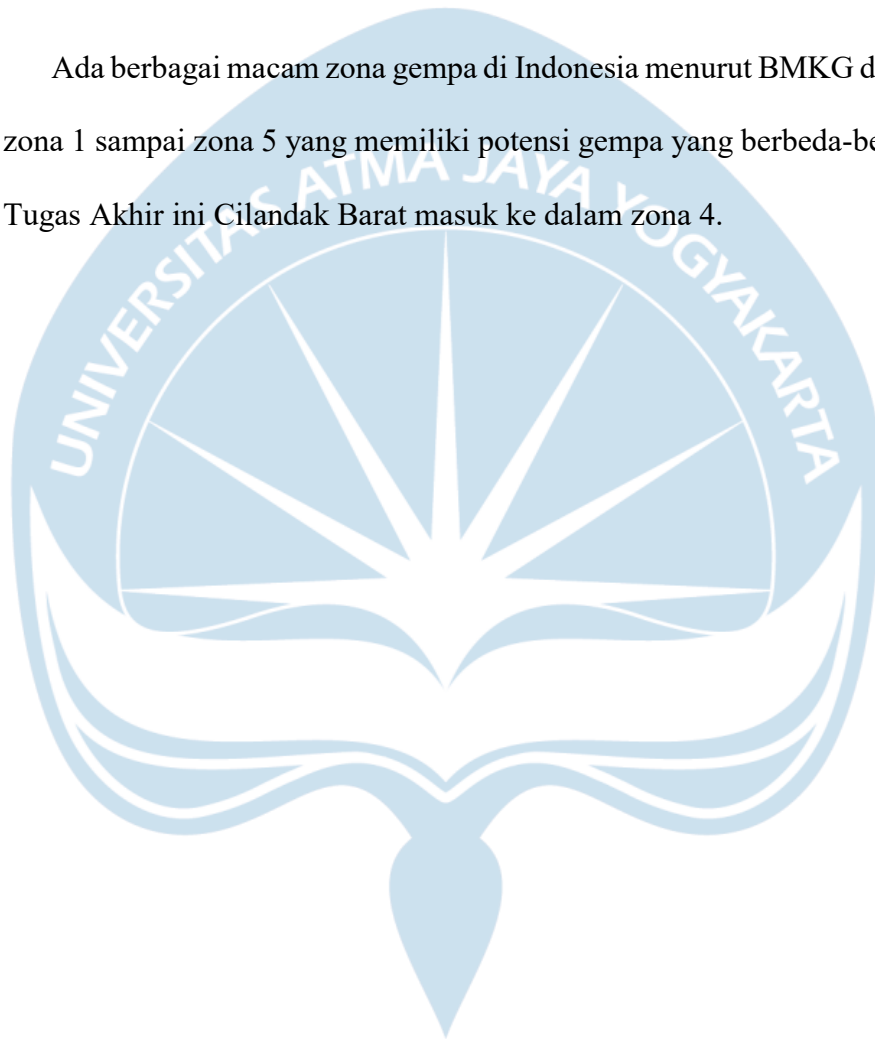 Ada berbagai macam zona gempa di Indonesia menurut BMKG d
zona 1 sampai zona 5 yang memiliki potensi gempa yang berbeda-be
Tugas Akhir ini Cilandak Barat masuk ke dalam zona 4.
UNIVERSITAS ATMA JAYA YOGYAKARTA